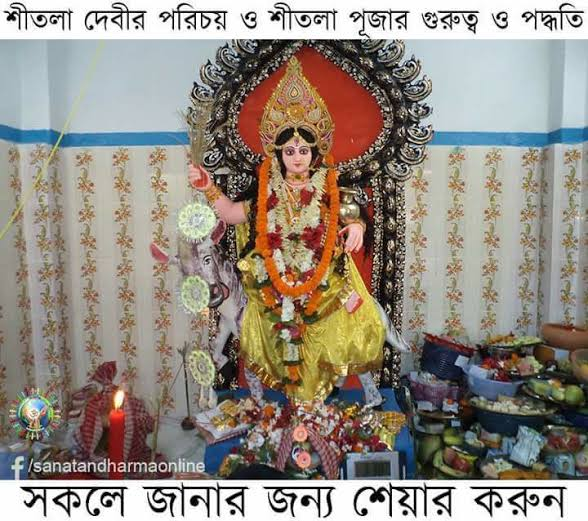 শীতলা দেবীর পরিচয় ও শীতলা পূজার গুরুত্ব ও পদ্ধতি
f/sanatandharmaonline
সকলে জানার জন্য শেয়ার করুন